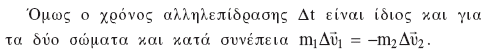 Όμως ο χρόνος αλληλεπίδρασης Δt είναι ίδιος και για
τα δύο σώματα και κατά συνέπεια m₁Δυ⃗₁ = −m₂Δυ⃗₂.